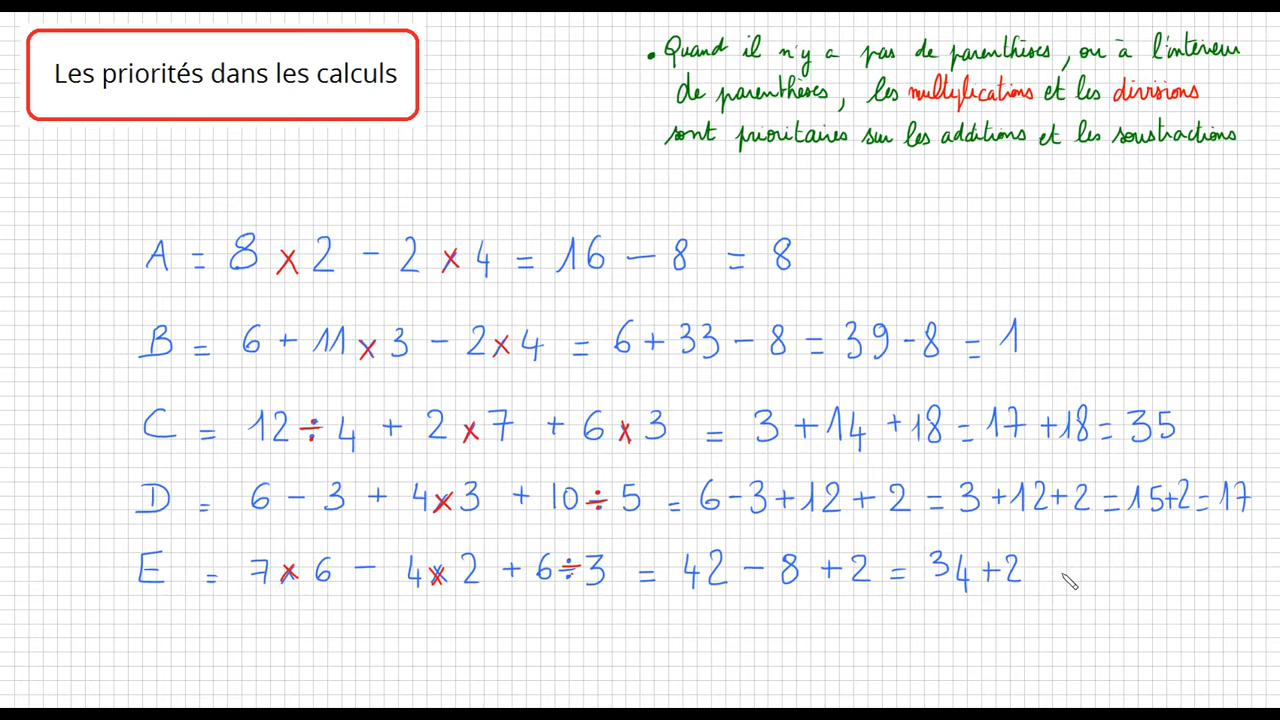 Les priorités dans les calculs
• Quand il n'y a pas de parenthèses, ou à l'intérieur
de parenthèses, les multiplications et les divisions
sont prioritaires sur les additions et les soustractions
A = 8 × 2 - 2 × 4 = 16 - 8 = 8
B = 6 + 11 × 3 - 2 × 4 = 6 + 33 - 8 = 39 - 8 = 1
C = 12 ÷ 4 + 2 × 7 + 6 × 3 = 3 + 14 + 18 = 17 + 18 = 35
D = 6 - 3 + 4 × 3 + 10 ÷ 5 = 6 - 3 + 12 + 2 = 3 + 12 + 2 = 15 + 2 = 17
E = 7 × 6 - 4 × 2 + 6 ÷ 3 = 42 - 8 + 2 = 34 + 2